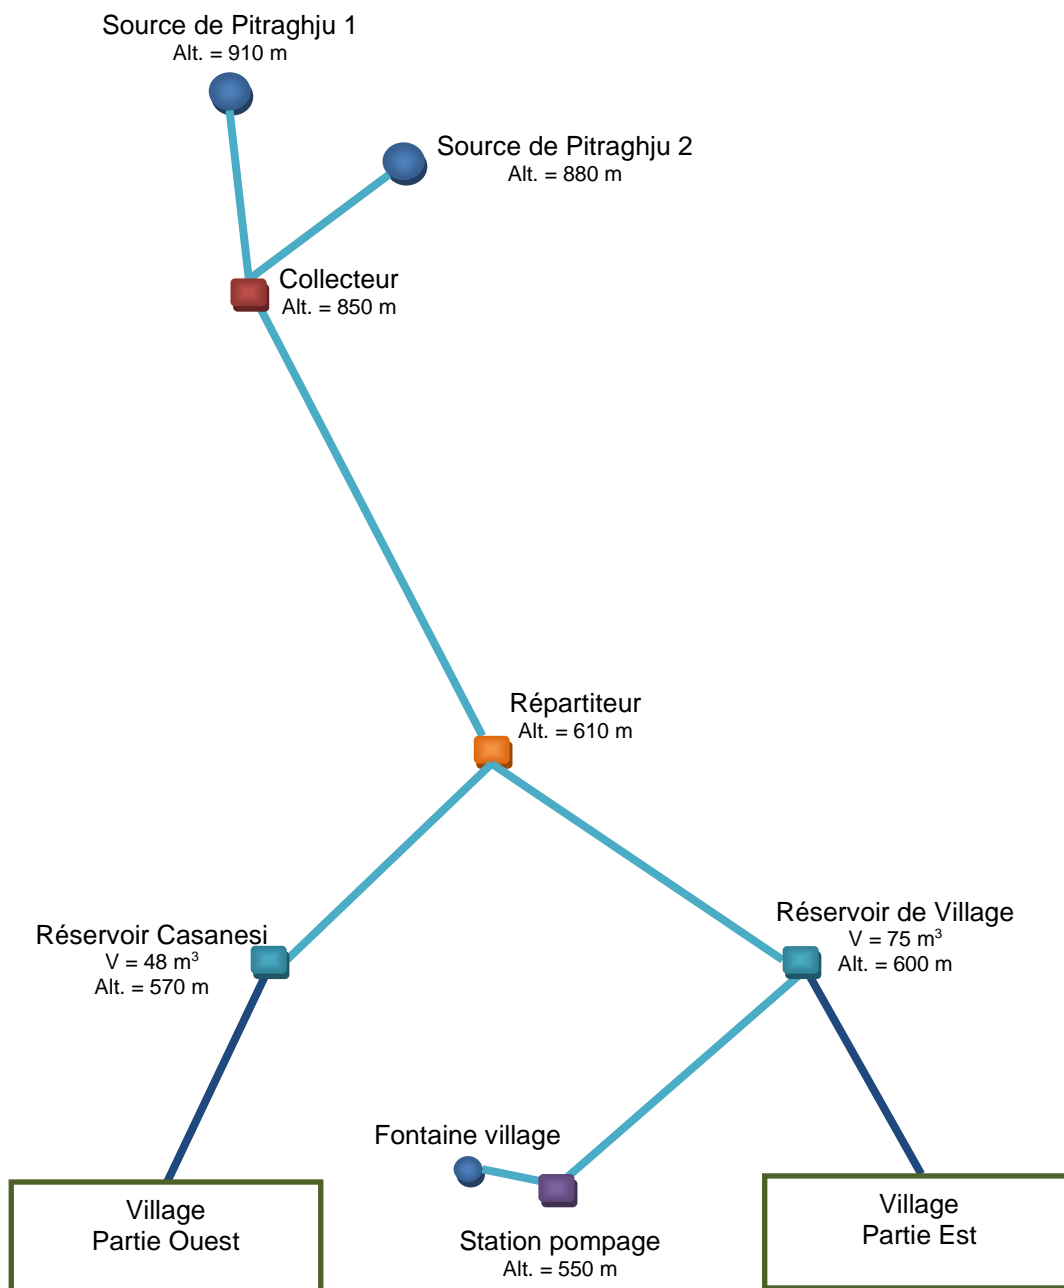 Source de Pitraghju 1
Alt. = 910 m
Source de Pitraghju 2
Alt. = 880 m
Collecteur
Alt. = 850 m
Répartiteur
Alt. = 610 m
Réservoir Casanesi
V = 48 m³
Alt. = 570 m
Réservoir de Village
V = 75 m³
Alt. = 600 m
Fontaine village
Station pompage
Alt. = 550 m
Village
Partie Ouest
Village
Partie Est